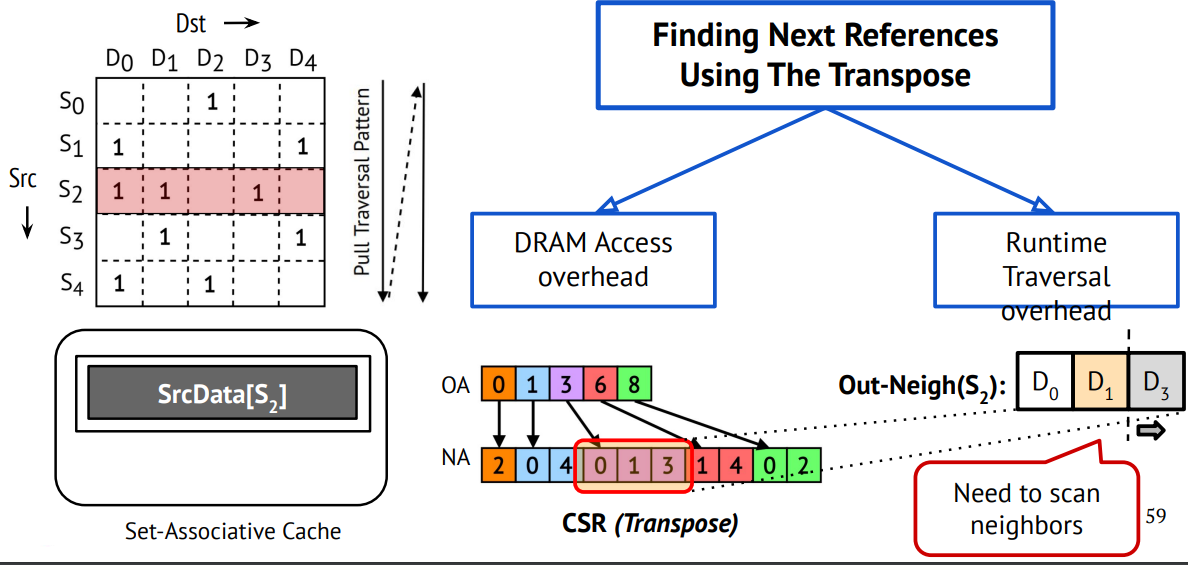 Dst
D0 D1 D2 D3 D4
Src
S0 1
S1 1 1
S2 1 1 1
S3 1 1
S4 1 1
Pull Traversal Pattern
SrcData[S2]
Set-Associative Cache
Finding Next References
Using The Transpose
DRAM Access
overhead
Runtime
Traversal
overhead
OA 0 1 3 6 8
NA 2 0 4 0 1 3 1 4 0 2
CSR (Transpose)
Out-Neigh(S2): D0 D1 D3
Need to scan
neighbors
59